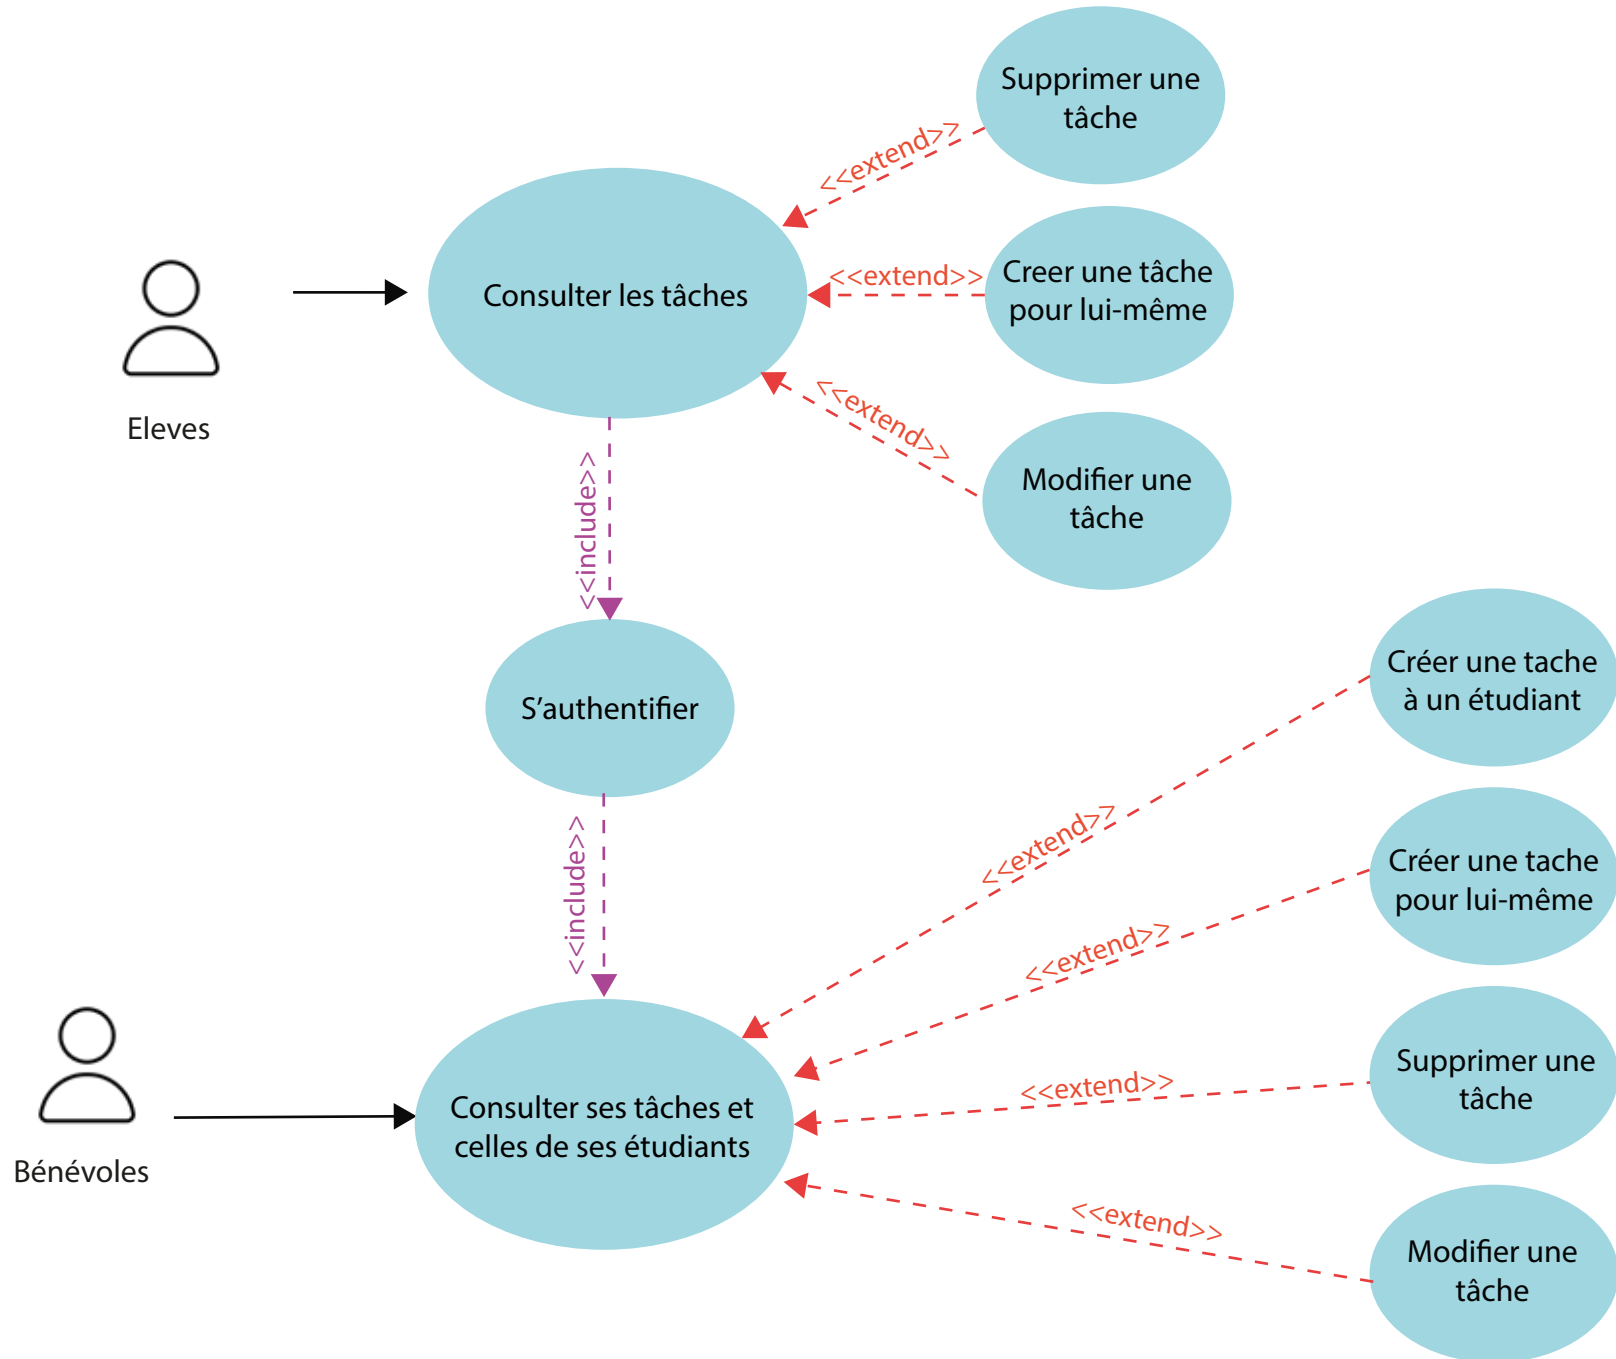 Supprimer une
tâche
<<extend>>
Consulter les tâches
<<extend>>
Creer une tâche
pour lui-même
Eleves
<<extend>>
Modifier une
tâche
<<include>>
S'authentifier
Créer une tache
à un étudiant
<<include>>
<<extend>>
Créer une tache
pour lui-même
<<extend>>
Bénévoles
Consulter ses tâches et
celles de ses étudiants
<<extend>>
Supprimer une
tâche
<<extend>>
Modifier une
tâche